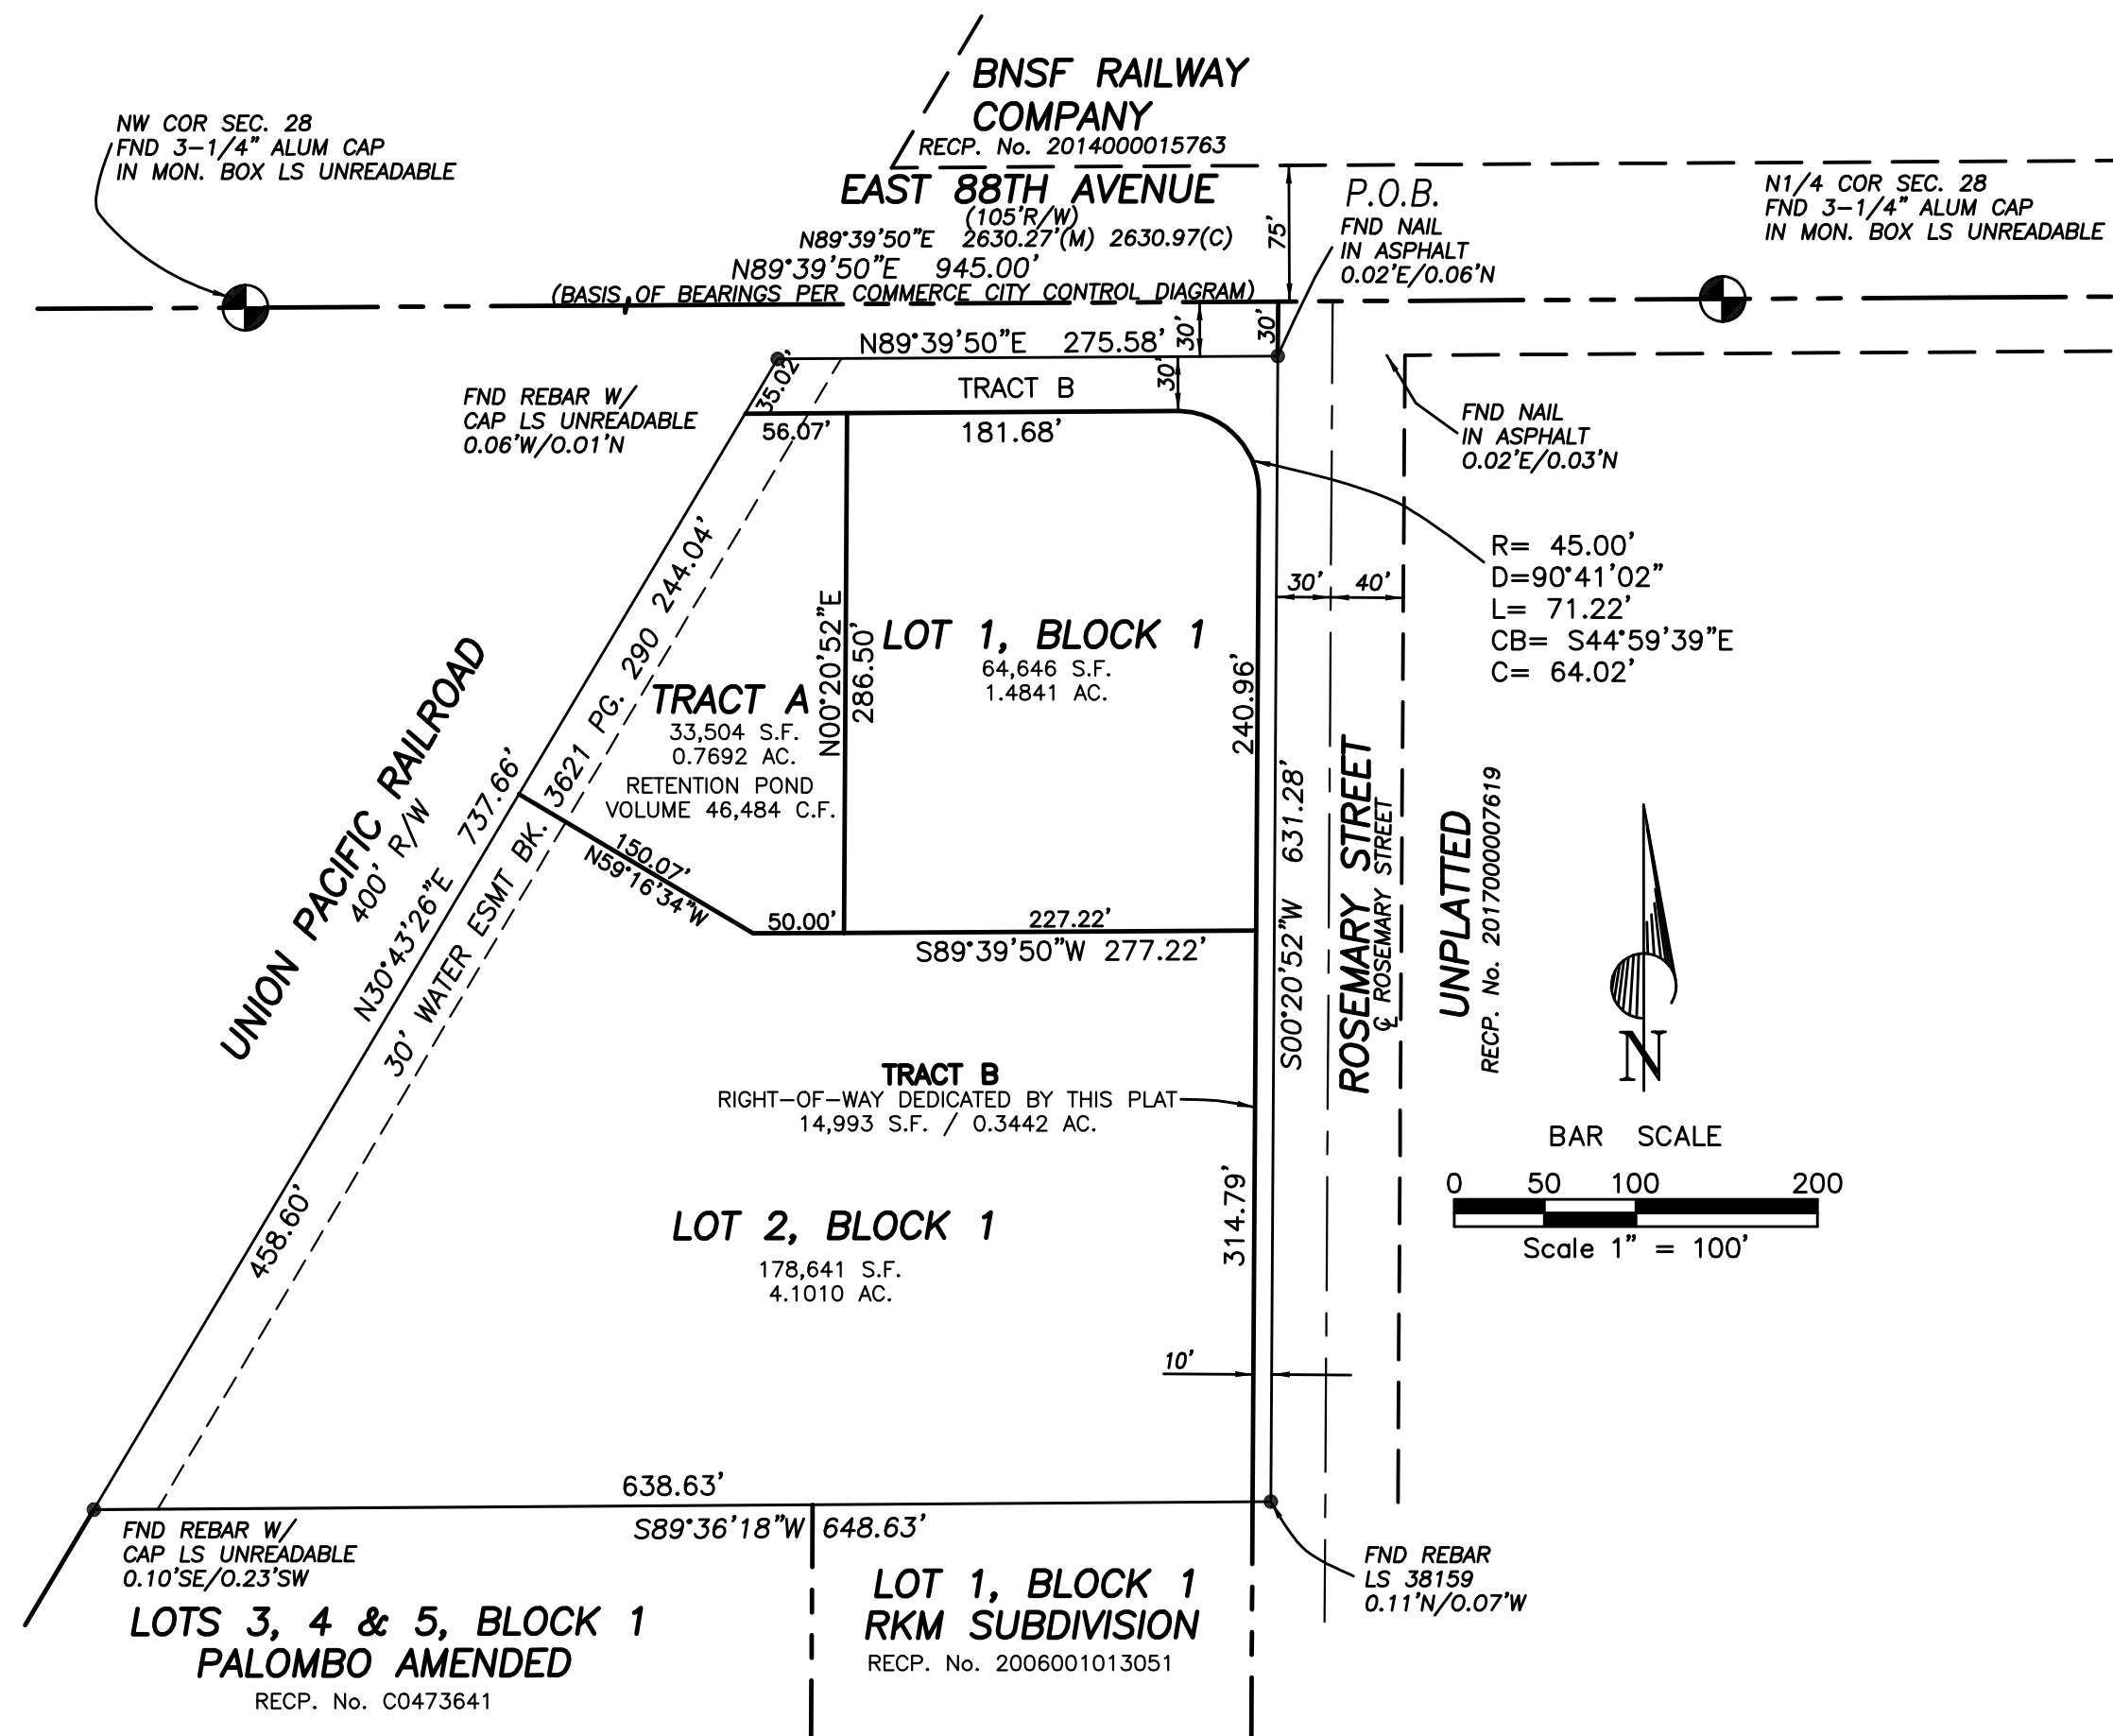 BNSF RAILWAY
COMPANY
RECP. No. 2014000015763
NW COR SEC. 28
FND 3-1/4" ALUM CAP
IN MON. BOX LS UNREADABLE
EAST 88TH AVENUE
(105'R/W)
N89°39'50"E 2630.27'(M) 2630.97(C)
N89°39'50"E 945.00'
(BASIS OF BEARINGS PER COMMERCE CITY CONTROL DIAGRAM)
75'
P.O.B.
FND NAIL
IN ASPHALT
0.02'E/0.06'N
N1/4 COR SEC. 28
FND 3-1/4" ALUM CAP
IN MON. BOX LS UNREADABLE
N89°39'50"E 275.58'
30'
30'
30'
35.02'
TRACT B
FND REBAR W/
CAP LS UNREADABLE
0.06'W/0.01'N
56.07'
181.68'
FND NAIL
IN ASPHALT
0.02'E/0.03'N
R= 45.00'
D=90°41'02"
L= 71.22'
CB= S44°59'39"E
C= 64.02'
30'
40'
244.04'
N00°20'52"E
286.50'
LOT 1, BLOCK 1
64,646 S.F.
1.4841 AC.
240.96'
TRACT A
33,504 S.F.
0.7692 AC.
RETENTION POND
VOLUME 46,484 C.F.
UNION PACIFIC RAILROAD
400' R/W
N30°43'26"E 737.66'
30' WATER ESMT BK. 3621 PG. 290
150.07'
N59°16'34"W
50.00'
227.22'
S89°39'50"W 277.22'
S00°20'52"W 631.28'
ROSEMARY STREET
℄ ROSEMARY STREET
UNPLATTED
RECP. No. 2017000007619
N
TRACT B
RIGHT-OF-WAY DEDICATED BY THIS PLAT
14,993 S.F. / 0.3442 AC.
BAR SCALE
0 50 100 200
Scale 1" = 100'
458.60'
LOT 2, BLOCK 1
178,641 S.F.
4.1010 AC.
314.79'
10'
638.63'
S89°36'18"W 648.63'
FND REBAR W/
CAP LS UNREADABLE
0.10'SE/0.23'SW
FND REBAR
LS 38159
0.11'N/0.07'W
LOTS 3, 4 & 5, BLOCK 1
PALOMBO AMENDED
RECP. No. C0473641
LOT 1, BLOCK 1
RKM SUBDIVISION
RECP. No. 2006001013051